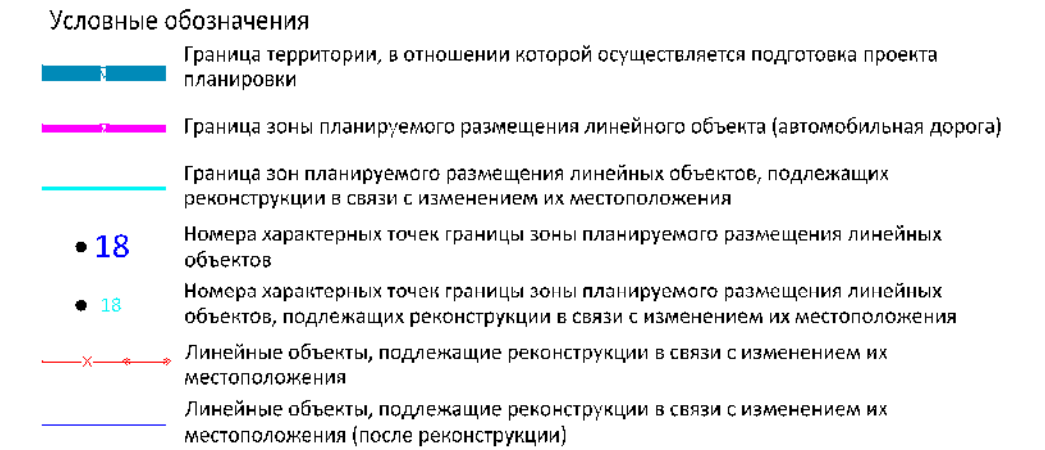 Условные обозначения
Граница территории, в отношении которой осуществляется подготовка проекта
планировки
Граница зоны планируемого размещения линейного объекта (автомобильная дорога)
Граница зон планируемого размещения линейных объектов, подлежащих
реконструкции в связи с изменением их местоположения
18
Номера характерных точек границы зоны планируемого размещения линейных
объектов
18
Номера характерных точек границы зоны планируемого размещения линейных
объектов, подлежащих реконструкции в связи с изменением их местоположения
Линейные объекты, подлежащие реконструкции в связи с изменением их
местоположения
Линейные объекты, подлежащие реконструкции в связи с изменением их
местоположения (после реконструкции)